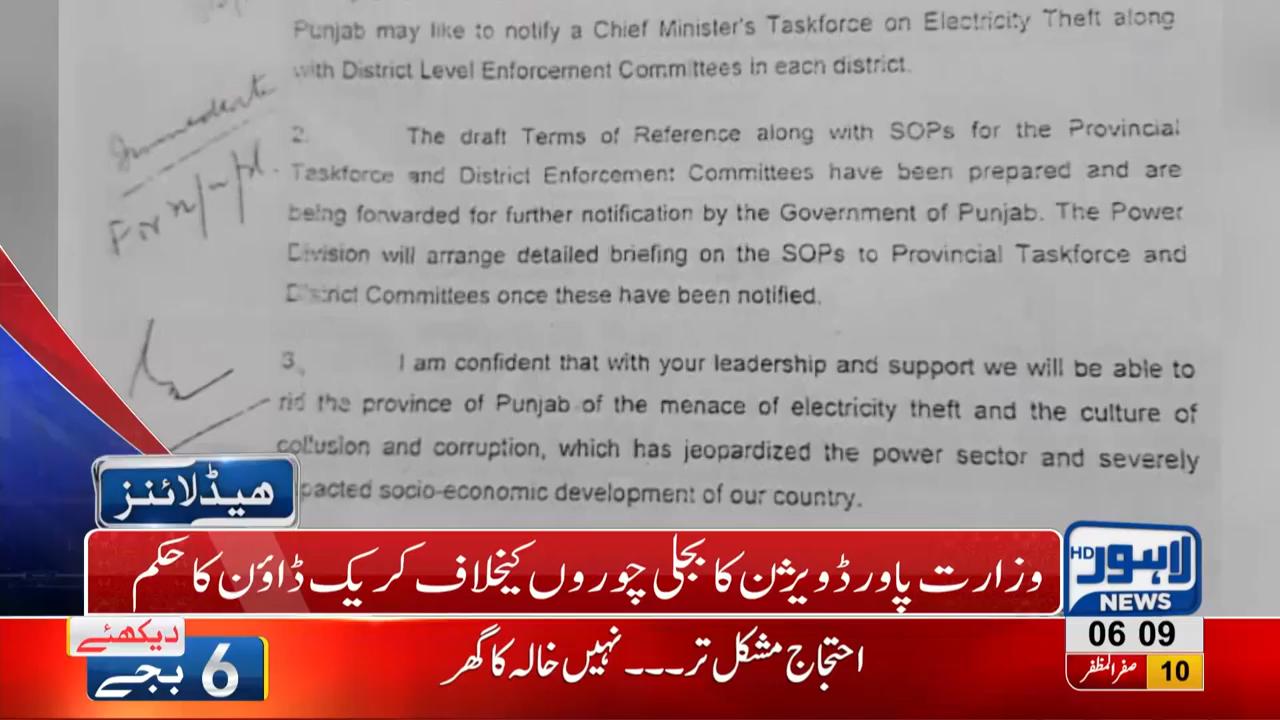 Punjab may like to notify a Chief Minister's Taskforce on Electricity Theft along
with District Level Enforcement Committees in each district.
Immediate
2. The draft Terms of Reference along with SOPs for the Provincial
Taskforce and District Enforcement Committees have been prepared and are
For
being forwarded for further notification by the Government of Punjab. The Power
Division will arrange detailed briefing on the SOPs to Provincial Taskforce and
District Committees once these have been notified.
3. I am confident that with your leadership and support we will be able to
rid the province of Punjab of the menace of electricity theft and the culture of
collusion and corruption, which has jeopardized the power sector and severely
pacted socio-economic development of our country.
ہیڈلائنز
وزارت پاور ڈویژن کا بجلی چوروں کیخلاف کریک ڈاؤن کا حکم
HD لاہور
NEWS
06 09
10 صفر المظفر
احتجاج مشکل تر۔۔۔ نہیں خالہ کا گھر
دیکھئے
6 بجے